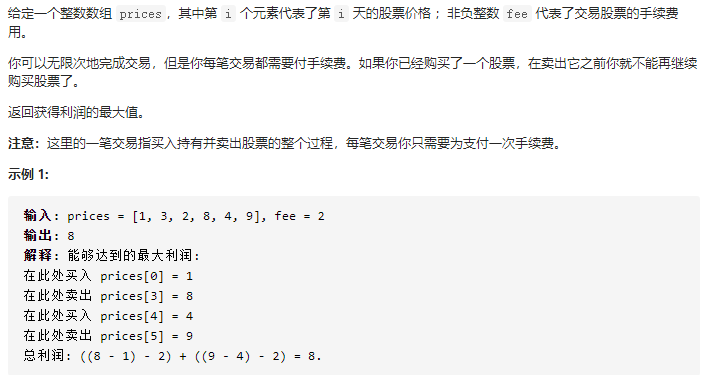 给定一个整数数组 prices，其中第 i 个元素代表了第 i 天的股票价格 ；非负整数 fee 代表了交易股票的手续费
用。
你可以无限次地完成交易，但是你每笔交易都需要付手续费。如果你已经购买了一个股票，在卖出它之前你就不能再继续
购买股票了。
返回获得利润的最大值。
注意：这里的一笔交易指买入持有并卖出股票的整个过程，每笔交易你只需要为支付一次手续费。
示例 1:
输入: prices = [1, 3, 2, 8, 4, 9], fee = 2
输出: 8
解释: 能够达到的最大利润:
在此处买入 prices[0] = 1
在此处卖出 prices[3] = 8
在此处买入 prices[4] = 4
在此处卖出 prices[5] = 9
总利润: ((8 - 1) - 2) + ((9 - 4) - 2) = 8.